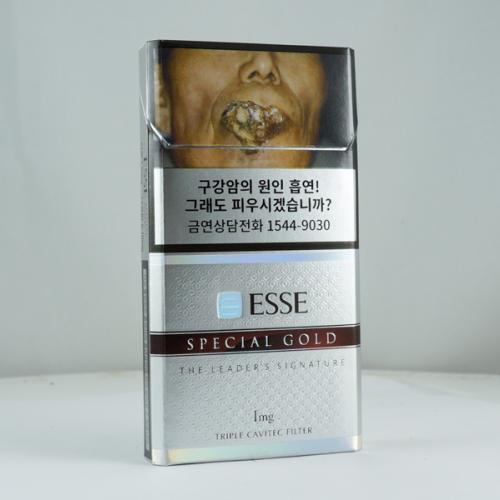 구강암의 원인 흡연!
그래도 피우시겠습니까?
금연상담전화 1544-9030
ESSE
SPECIAL GOLD
THE LEADER'S SIGNATURE
1mg
TRIPLE CAVITEC FILTER